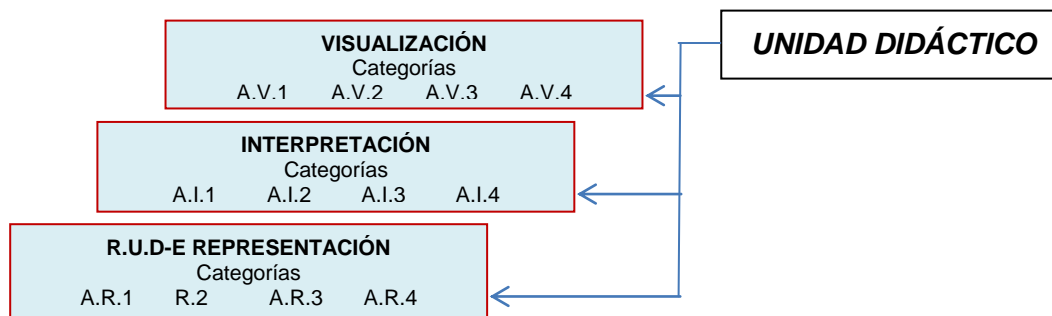 UNIDAD DIDÁCTICO
VISUALIZACIÓN
Categorías
A.V.1 A.V.2 A.V.3 A.V.4
INTERPRETACIÓN
Categorías
A.I.1 A.I.2 A.I.3 A.I.4
R.U.D-E REPRESENTACIÓN
Categorías
A.R.1 R.2 A.R.3 A.R.4